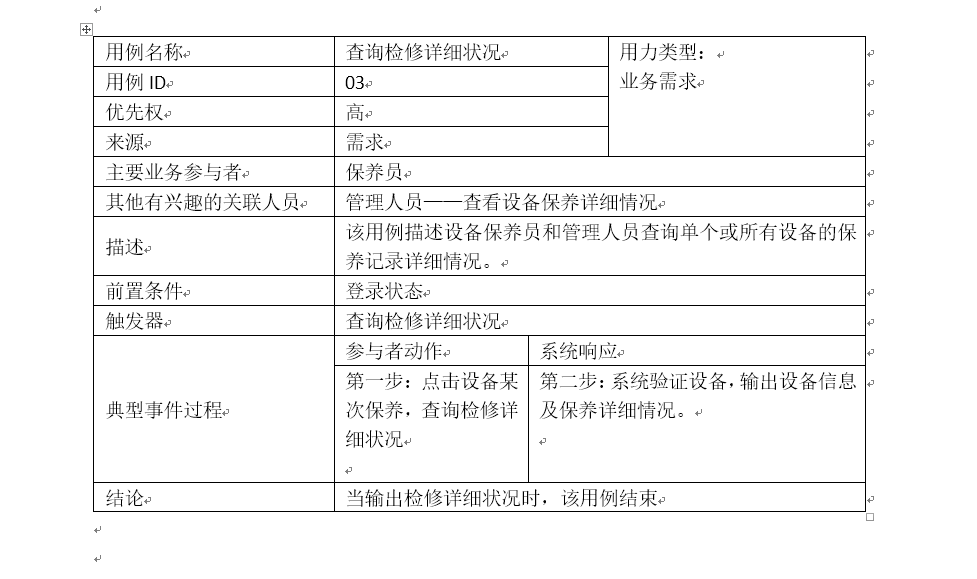 用例名称
查询检修详细状况
用力类型：
业务需求
用例 ID
03
优先权
高
来源
需求
主要业务参与者
保养员
其他有兴趣的关联人员
管理人员——查看设备保养详细情况
描述
该用例描述设备保养员和管理人员查询单个或所有设备的保
养记录详细情况。
前置条件
登录状态
触发器
查询检修详细状况
典型事件过程
参与者动作
系统响应
第一步：点击设备某
次保养，查询检修详
细状况
第二步：系统验证设备，输出设备信息
及保养详细情况。
结论
当输出检修详细状况时，该用例结束